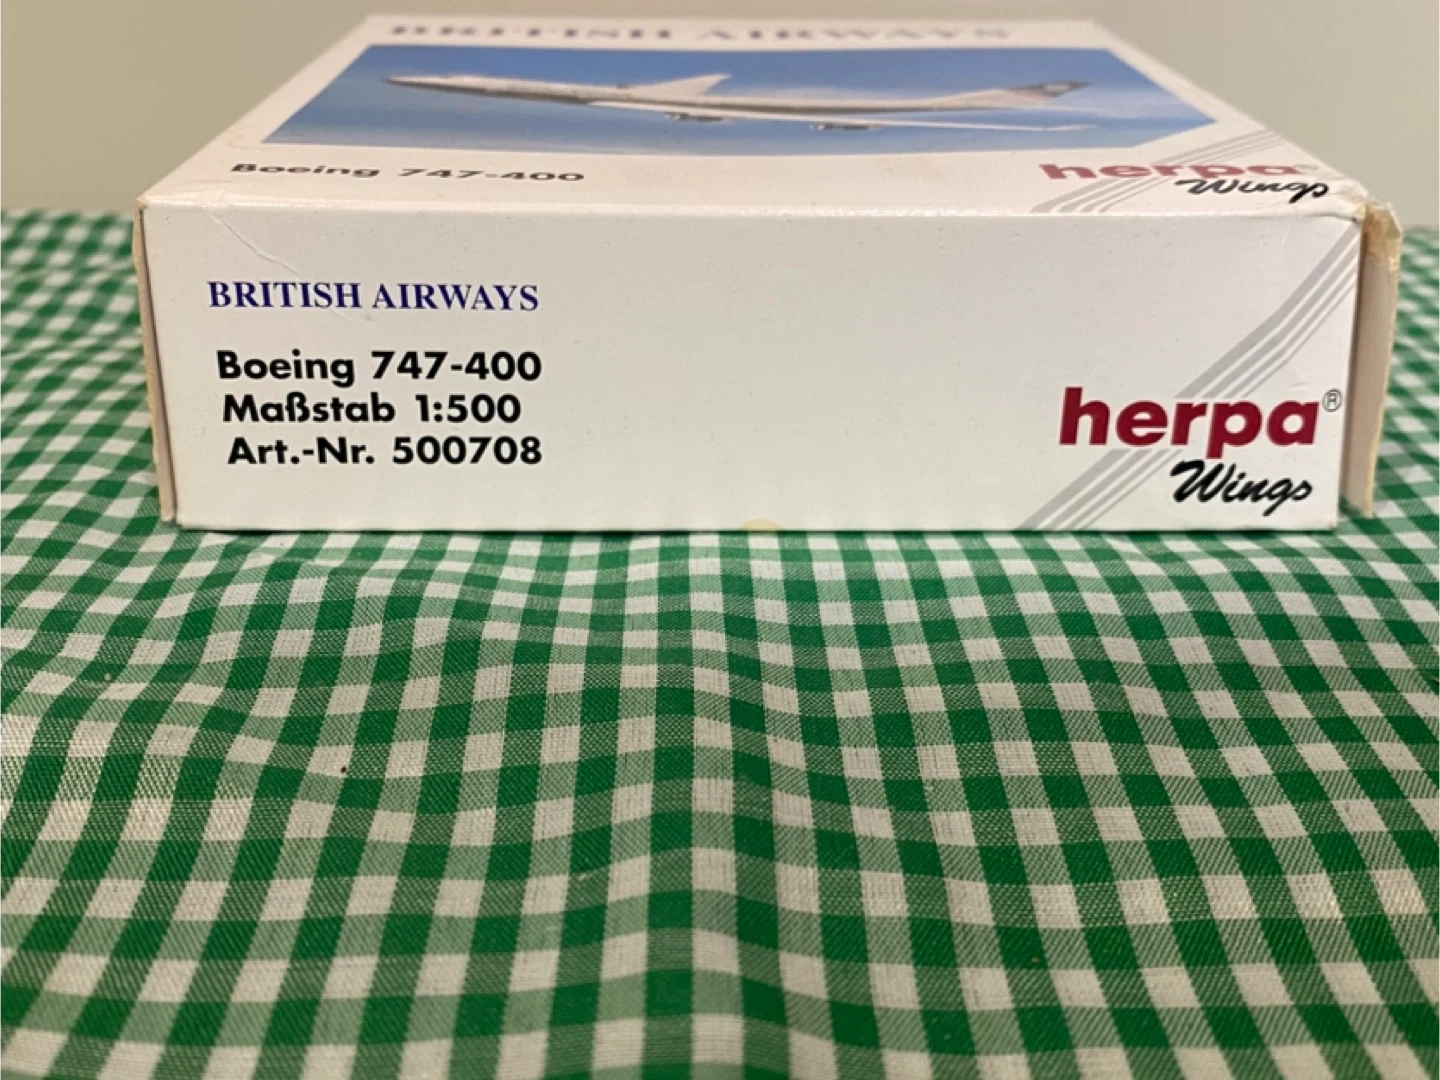 BRITISH AIRWAYS
Boeing 747-400
herpa®
Wings
BRITISH AIRWAYS
Boeing 747-400
Maßstab 1:500
Art.-Nr. 500708
herpa®
Wings